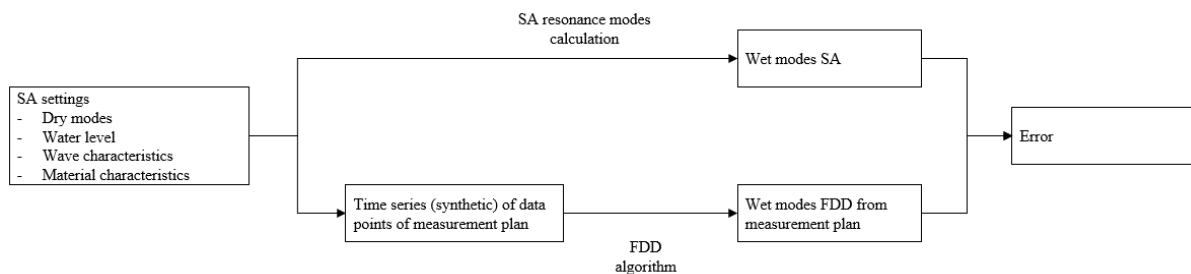 SA resonance modes
calculation
Wet modes SA
SA settings
- Dry modes
- Water level
- Wave characteristics
- Material characteristics
Error
Time series (synthetic) of data
points of measurement plan
Wet modes FDD from
measurement plan
FDD
algorithm